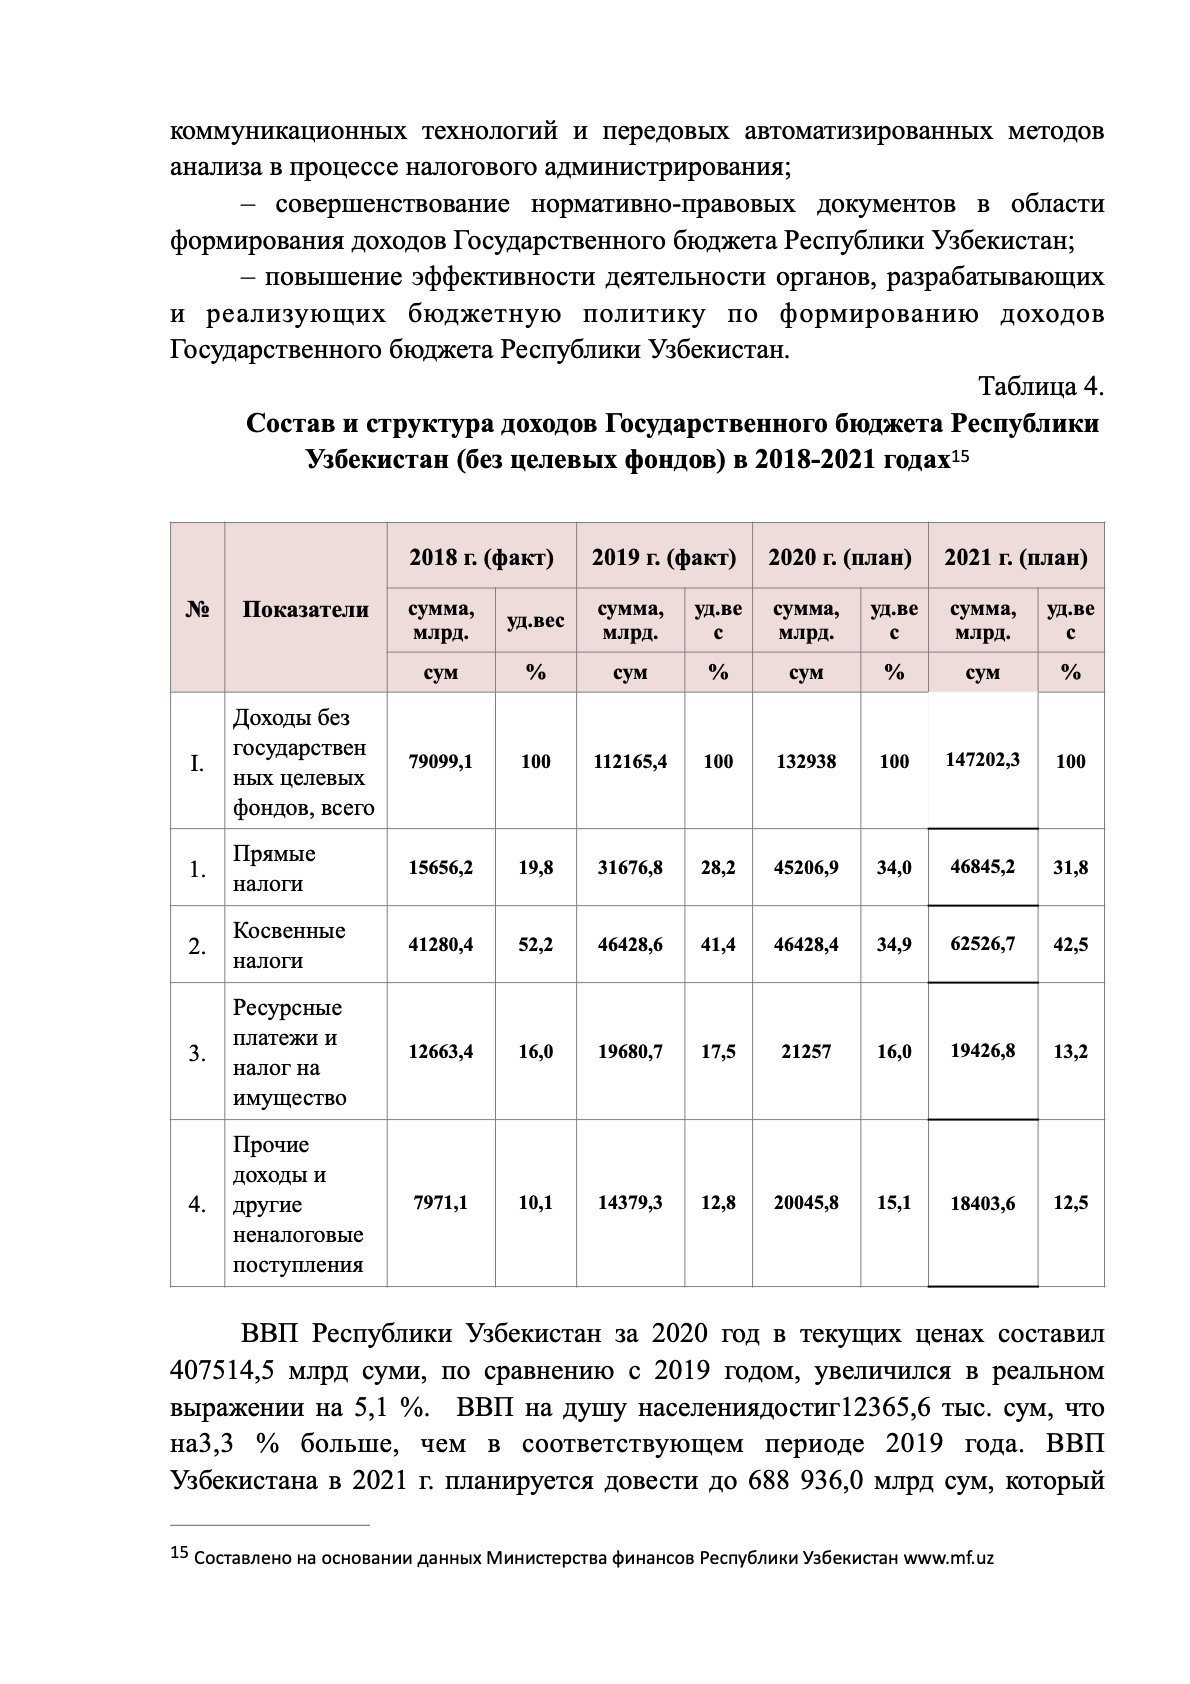 коммуникационных технологий и передовых автоматизированных методов
анализа в процессе налогового администрирования;
– совершенствование нормативно-правовых документов в области
формирования доходов Государственного бюджета Республики Узбекистан;
– повышение эффективности деятельности органов, разрабатывающих
и реализующих бюджетную политику по формированию доходов
Государственного бюджета Республики Узбекистан.
Таблица 4.
Состав и структура доходов Государственного бюджета Республики
Узбекистан (без целевых фондов) в 2018-2021 годах15
№ Показатели 2018 г. (факт) 2019 г. (факт) 2020 г. (план) 2021 г. (план)
сумма, млрд. уд.вес сумма, млрд. уд.ве с сумма, млрд. уд.ве с сумма, млрд. уд.ве с
сум % сум % сум % сум %
I. Доходы без
государствен
ных целевых
фондов, всего
79099,1 100 112165,4 100 132938 100 147202,3 100
1. Прямые
налоги
15656,2 19,8 31676,8 28,2 45206,9 34,0 46845,2 31,8
2. Косвенные
налоги
41280,4 52,2 46428,6 41,4 46428,4 34,9 62526,7 42,5
3. Ресурсные
платежи и
налог на
имущество
12663,4 16,0 19680,7 17,5 21257 16,0 19426,8 13,2
4. Прочие
доходы и
другие
неналоговые
поступления
7971,1 10,1 14379,3 12,8 20045,8 15,1 18403,6 12,5
ВВП Республики Узбекистан за 2020 год в текущих ценах составил
407514,5 млрд суми, по сравнению с 2019 годом, увеличился в реальном
выражении на 5,1 %. ВВП на душу населениядостиг12365,6 тыс. сум, что
на3,3 % больше, чем в соответствующем периоде 2019 года. ВВП
Узбекистана в 2021 г. планируется довести до 688 936,0 млрд сум, который
15 Составлено на основании данных Министерства финансов Республики Узбекистан www.mf.uz